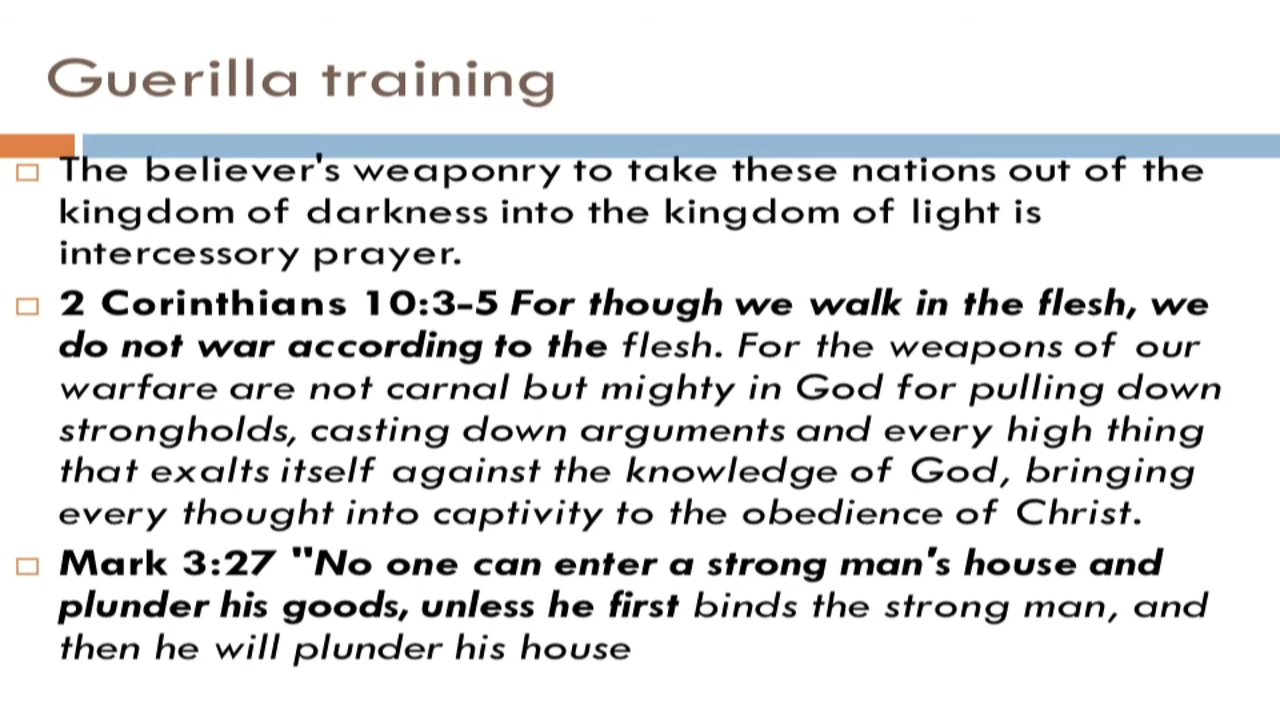 Guerilla training
The believer's weaponry to take these nations out of the
kingdom of darkness into the kingdom of light is
intercessory prayer.
2 Corinthians 10:3-5 For though we walk in the flesh, we
do not war according to the flesh. For the weapons of our
warfare are not carnal but mighty in God for pulling down
strongholds, casting down arguments and every high thing
that exalts itself against the knowledge of God, bringing
every thought into captivity to the obedience of Christ.
Mark 3:27 "No one can enter a strong man's house and
plunder his goods, unless he first binds the strong man, and
then he will plunder his house